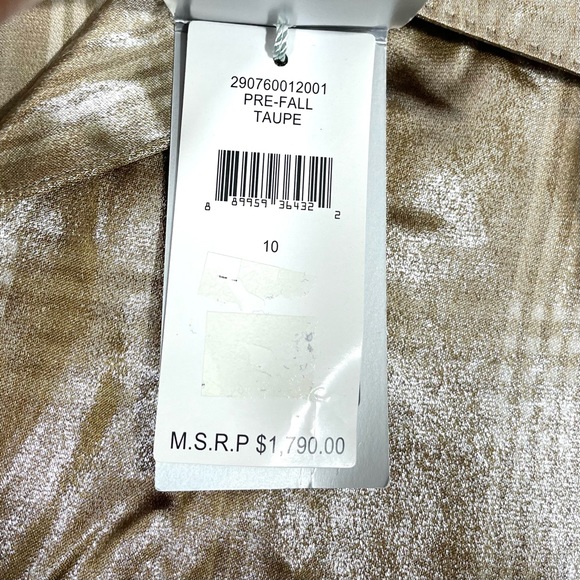 290760012001
PRE-FALL
TAUPE
8 89959 36432 2
10
M.S.R.P $1,790.00